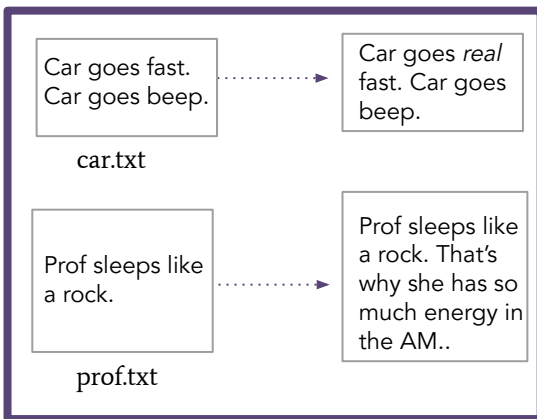 Car goes fast.
Car goes beep.
car.txt
Car goes real
fast. Car goes
beep.
Prof sleeps like
a rock.
prof.txt
Prof sleeps like
a rock. That's
why she has so
much energy in
the AM..